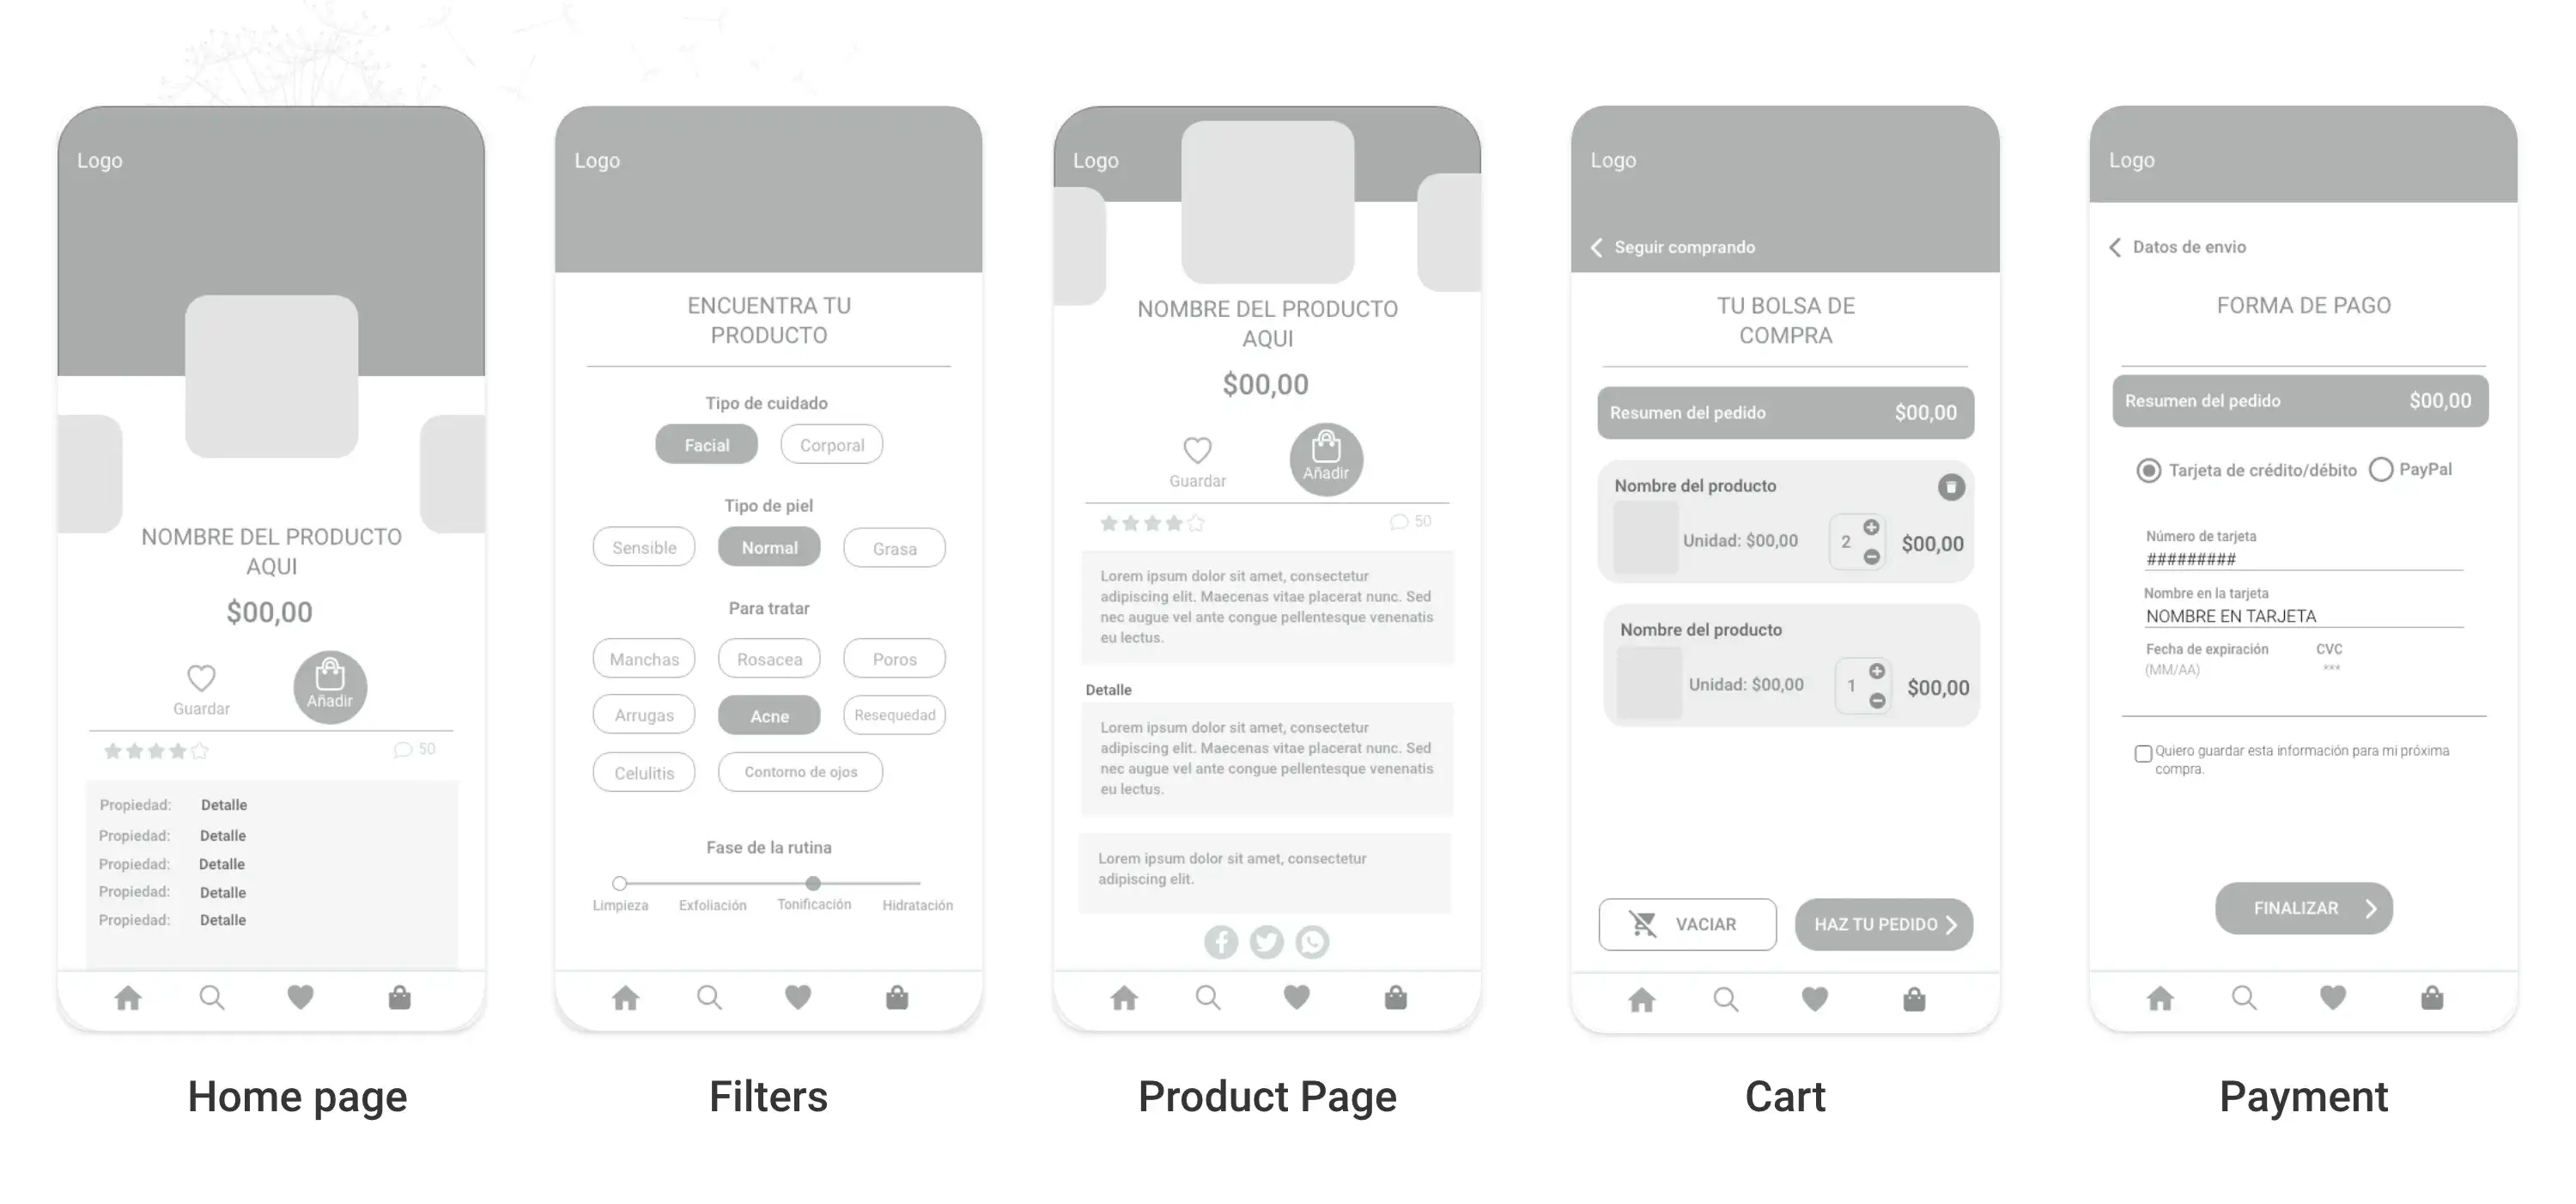 Logo
NOMBRE DEL PRODUCTO
AQUI
$00,00
Guardar
Añadir
50
Propiedad: Detalle
Propiedad: Detalle
Propiedad: Detalle
Propiedad: Detalle
Propiedad: Detalle
Home page
Logo
ENCUENTRA TU
PRODUCTO
Tipo de cuidado
Facial Corporal
Tipo de piel
Sensible Normal Grasa
Para tratar
Manchas Rosacea Poros
Arrugas Acne Resequedad
Celulitis Contorno de ojos
Fase de la rutina
Limpieza Exfoliación Tonificación Hidratación
Filters
Logo
NOMBRE DEL PRODUCTO
AQUI
$00,00
Guardar
Añadir
50
Lorem ipsum dolor sit amet, consectetur
adipiscing elit. Maecenas vitae placerat nunc. Sed
nec augue vel ante congue pellentesque venenatis
eu lectus.
Detalle
Lorem ipsum dolor sit amet, consectetur
adipiscing elit. Maecenas vitae placerat nunc. Sed
nec augue vel ante congue pellentesque venenatis
eu lectus.
Lorem ipsum dolor sit amet, consectetur
adipiscing elit.
Product Page
Logo
Seguir comprando
TU BOLSA DE
COMPRA
Resumen del pedido $00,00
Nombre del producto
Unidad: $00,00 2 $00,00
Nombre del producto
Unidad: $00,00 1 $00,00
VACIAR HAZ TU PEDIDO
Cart
Logo
Datos de envio
FORMA DE PAGO
Resumen del pedido $00,00
Tarjeta de crédito/débito PayPal
Número de tarjeta
#########
Nombre en la tarjeta
NOMBRE EN TARJETA
Fecha de expiración CVC
(MM/AA) ***
Quiero guardar esta información para mi próxima
compra.
FINALIZAR
Payment